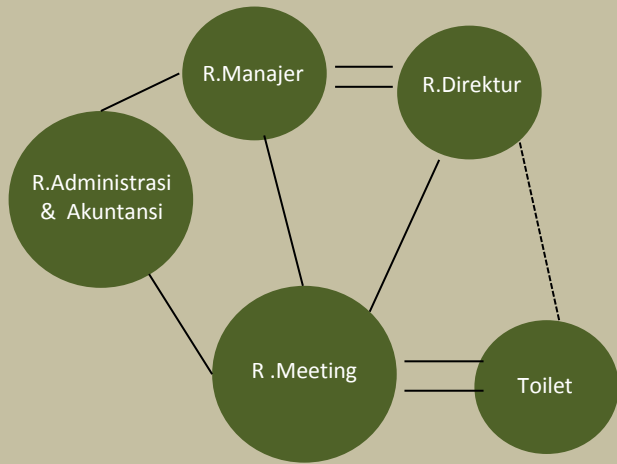 R.Manajer
R.Direktur
R.Administrasi
& Akuntansi
R .Meeting
Toilet